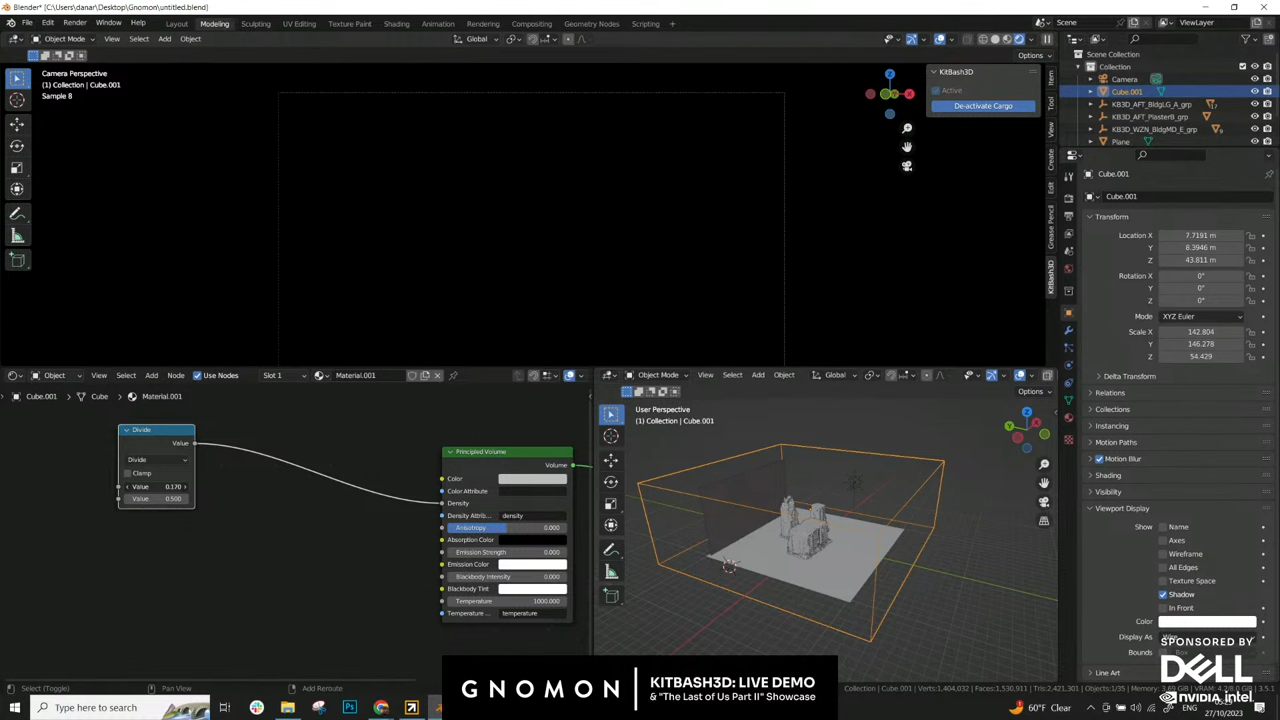 Blender* [C:\Users\danar\Desktop\Gnomon\untitled.blend]
File Edit Render Window Help Layout Modeling Sculpting UV Editing Texture Paint Shading Animation Rendering Compositing Geometry Nodes Scripting + Scene ViewLayer
Object Mode View Select Add Object Global
Options
Camera Perspective
(1) Collection | Cube.001
Sample 8
KitBash3D
Active
De-activate Cargo
Z
Item
Tool
View
Create
Edit
Grease Pencil
KitBash3D
Scene Collection
Collection
Camera
Cube.001
KB3D_AFT_BldgLG_A_grp
KB3D_AFT_PlasterB_grp
KB3D_WZN_BldgMD_E_grp
Plane
Cube.001
Cube.001
Transform
Location X 7.7191 m
Y 8.3946 m
Z 43.811 m
Rotation X 0°
Y 0°
Z 0°
Mode XYZ Euler
Scale X 142.804
Y 146.278
Z 54.429
Delta Transform
Relations
Collections
Instancing
Motion Paths
Motion Blur
Shading
Visibility
Viewport Display
Show Name
Axes
Wireframe
All Edges
Texture Space
Shadow
In Front
Color
Display As
Bounds
Line Art
Object View Select Add Node Use Nodes Slot 1 Material.001
Cube.001 > Cube > Material.001
Divide
Value
Divide
Clamp
Value 0.170
Value 0.500
Principled Volume
Volume
Color
Color Attribute
Density
Density Attrib... density
Anisotropy 0.000
Absorption Color
Emission Strength 0.000
Emission Color
Blackbody Intensity 0.000
Blackbody Tint
Temperature 1000.000
Temperature ... temperature
Object Mode View Select Add Object Global
Options
User Perspective
(1) Collection | Cube.001
Select (Toggle) Pan View Add Reroute
Collection | Cube.001 | Verts:1,404,032 | Faces:1,530,911 | Tris:2,421,301 | Objects:1/35
GNOMON
KITBASH3D: LIVE DEMO
& "The Last of Us Part II" Showcase
SPONSORED BY
DELL
NVIDIA intel
Type here to search
60°F Clear
ENG
27/10/2023